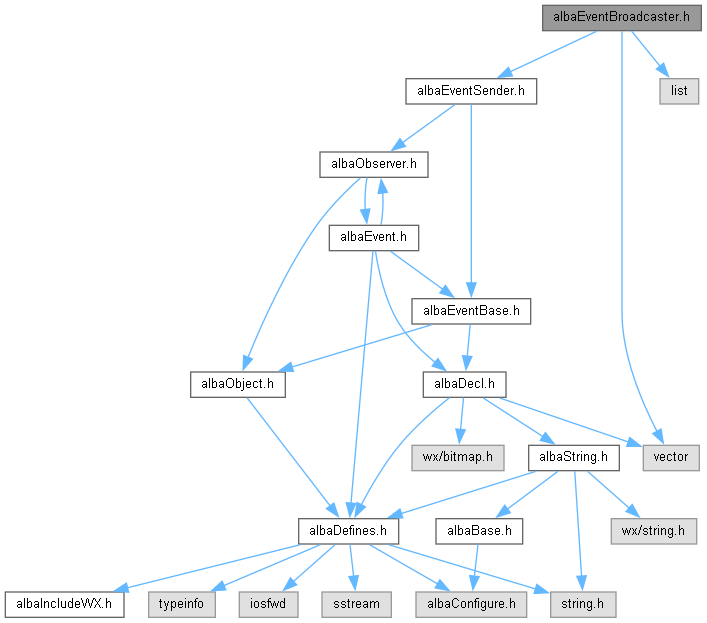 albaEventBroadcaster.h
albaEventSender.h
list
albaObserver.h
albaEvent.h
albaEventBase.h
albaObject.h
albaDecl.h
wx/bitmap.h
albaString.h
vector
albaDefines.h
albaBase.h
wx/string.h
albaIncludeWX.h
typeinfo
iosfwd
sstream
albaConfigure.h
string.h